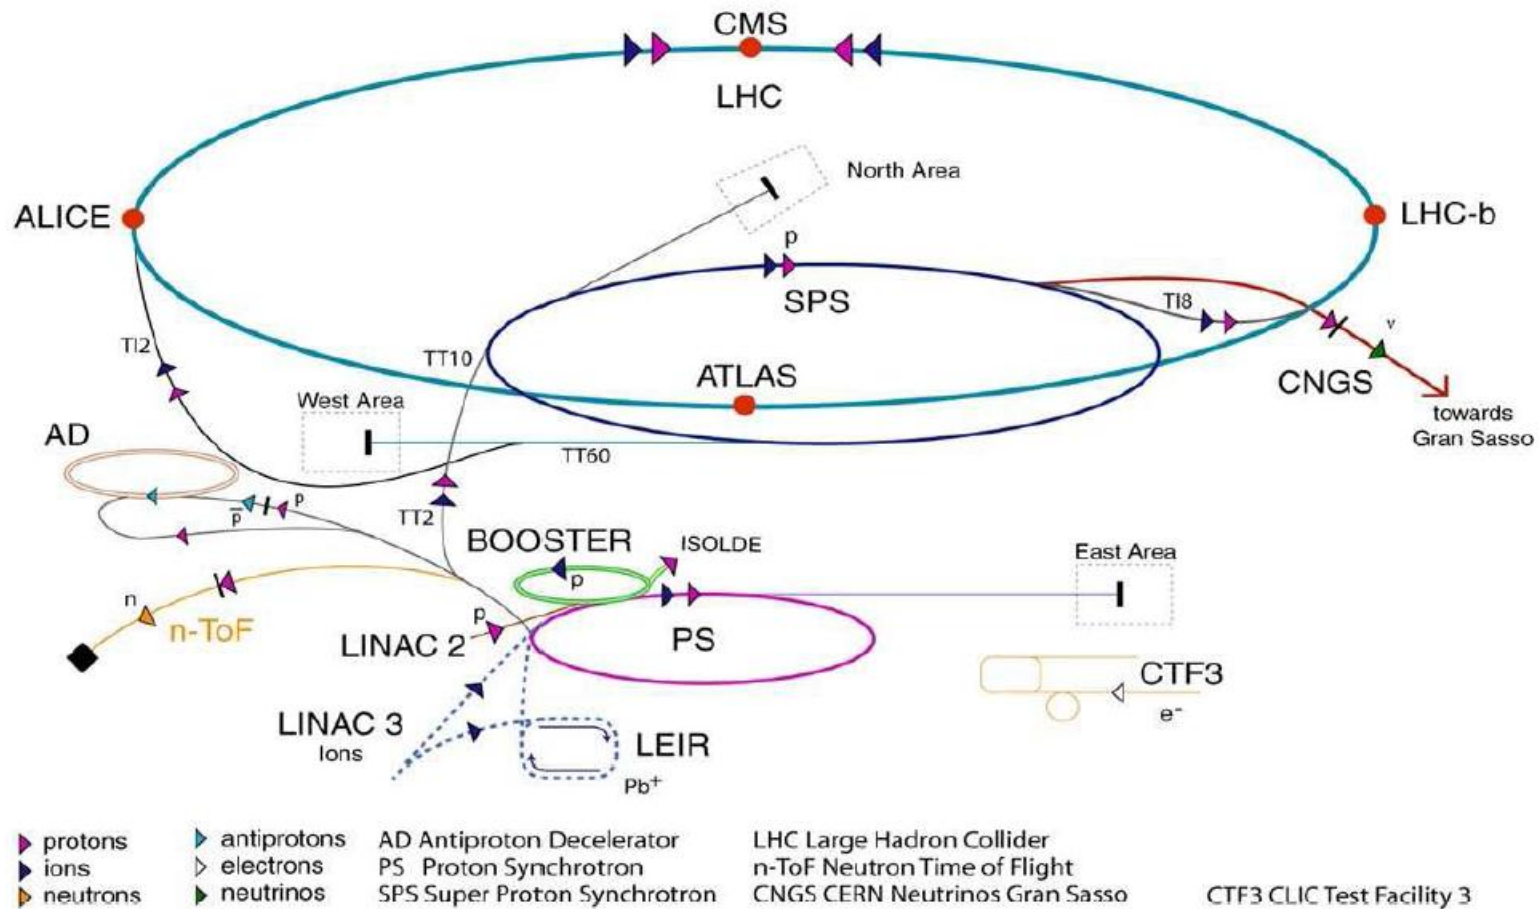 CMS
LHC
North Area
ALICE
LHC-b
p
SPS
TI8
ν
TI2
TT10
ATLAS
CNGS
West Area
towards
Gran Sasso
AD
TT60
p
p̅
TT2
BOOSTER
ISOLDE
East Area
p
n
n-ToF
p
LINAC 2
PS
CTF3
e⁻
LINAC 3
Ions
LEIR
Pb⁺
protons
antiprotons
AD Antiproton Decelerator
LHC Large Hadron Collider
ions
electrons
PS Proton Synchrotron
n-ToF Neutron Time of Flight
neutrons
neutrinos
SPS Super Proton Synchrotron
CNGS CERN Neutrinos Gran Sasso
CTF3 CLIC Test Facility 3